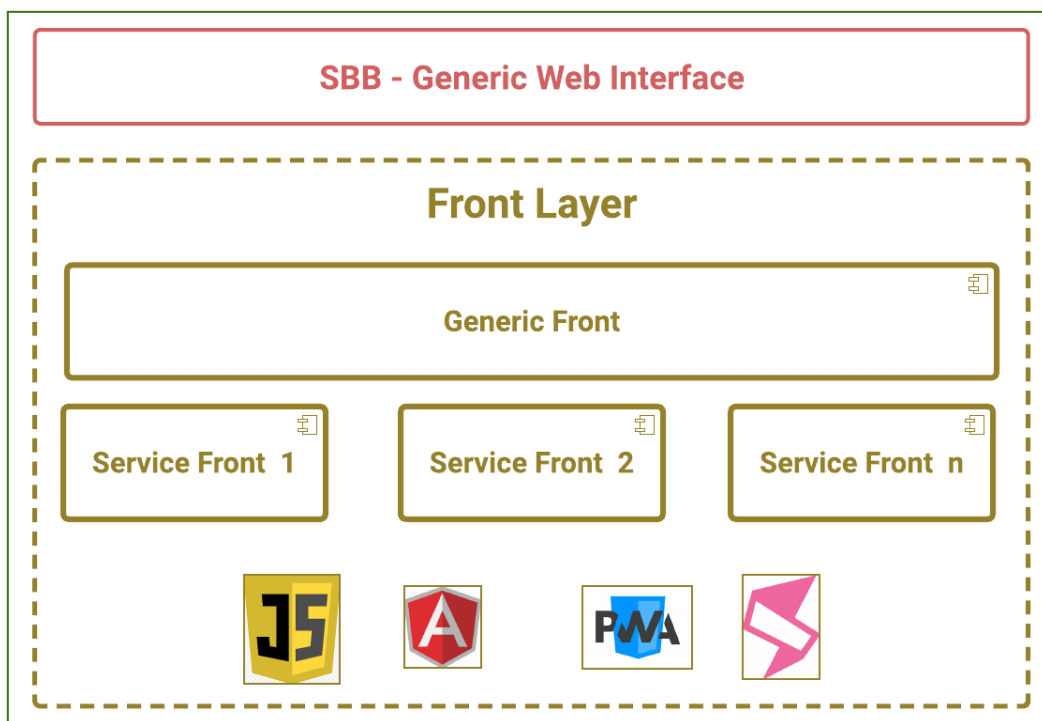 SBB - Generic Web Interface
Front Layer
Generic Front
Service Front 1
Service Front 2
Service Front n
JS
A
PWA